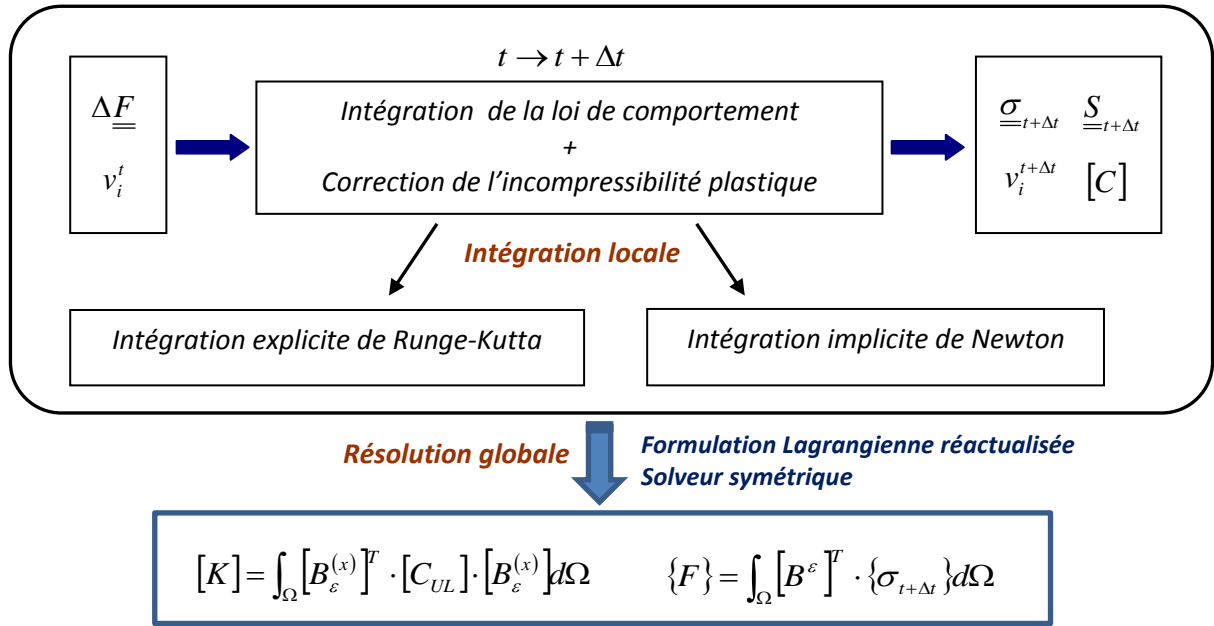 t → t + Δt
ΔF
v_i^t
Intégration de la loi de comportement
+
Correction de l'incompressibilité plastique
σ_{t+Δt} S_{t+Δt}
v_i^{t+Δt} [C]
Intégration locale
Intégration explicite de Runge-Kutta
Intégration implicite de Newton
Résolution globale
Formulation Lagrangienne réactualisée
Solveur symétrique
[K] = ∫_Ω [B_ε^{(x)}]^T · [C_{UL}] · [B_ε^{(x)}] dΩ
{F} = ∫_Ω [B^ε]^T · {σ_{t+Δt}} dΩ